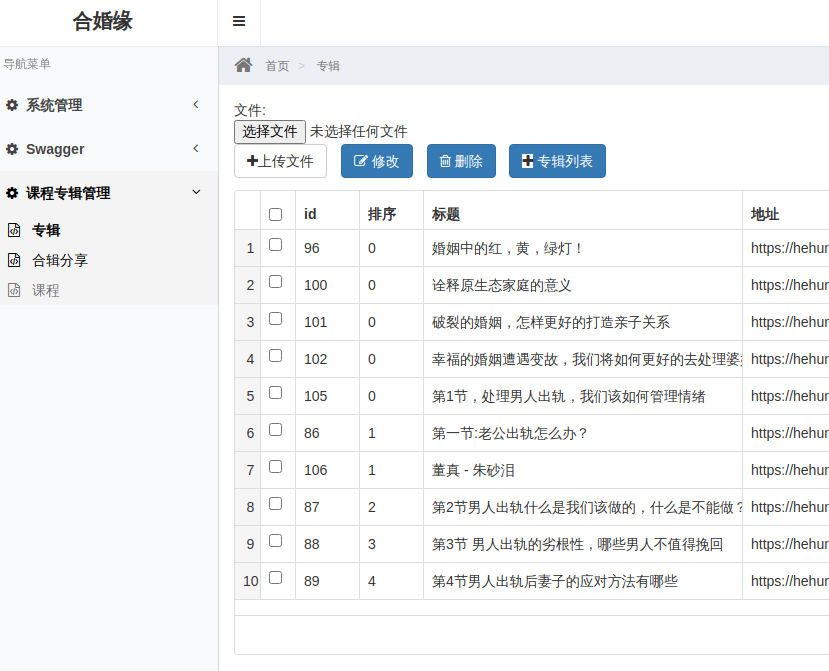 合婚缘
导航菜单
系统管理
Swagger
课程专辑管理
专辑
合辑分享
课程
首页 > 专辑
文件:
选择文件 未选择任何文件
上传文件 修改 删除 专辑列表
id 排序 标题 地址
1 96 0 婚姻中的红，黄，绿灯！ https://hehun
2 100 0 诠释原生态家庭的意义 https://hehun
3 101 0 破裂的婚姻，怎样更好的打造亲子关系 https://hehun
4 102 0 幸福的婚姻遭遇变故，我们将如何更好的去处理婆 https://hehun
5 105 0 第1节，处理男人出轨，我们该如何管理情绪 https://hehun
6 86 1 第一节:老公出轨怎么办？ https://hehun
7 106 1 董真 - 朱砂泪 https://hehun
8 87 2 第2节男人出轨什么是我们该做的，什么是不能做？ https://hehun
9 88 3 第3节 男人出轨的劣根性，哪些男人不值得挽回 https://hehun
10 89 4 第4节男人出轨后妻子的应对方法有哪些 https://hehun